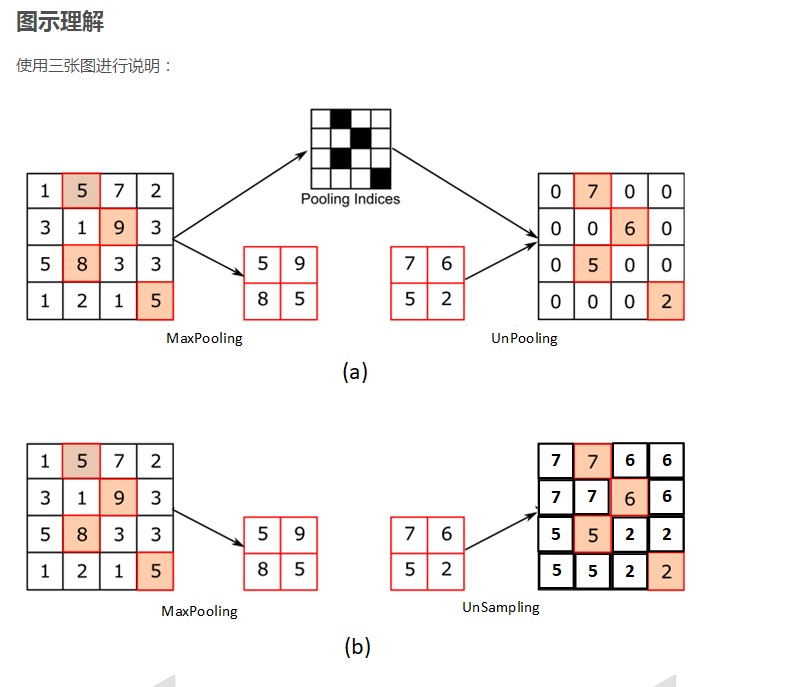 图示理解
使用三张图进行说明：
Pooling Indices
1 5 7 2
3 1 9 3
5 8 3 3
1 2 1 5
5 9
8 5
7 6
5 2
0 7 0 0
0 0 6 0
0 5 0 0
0 0 0 2
MaxPooling
UnPooling
(a)
1 5 7 2
3 1 9 3
5 8 3 3
1 2 1 5
5 9
8 5
7 6
5 2
7 7 6 6
7 7 6 6
5 5 2 2
5 5 2 2
MaxPooling
UnSampling
(b)